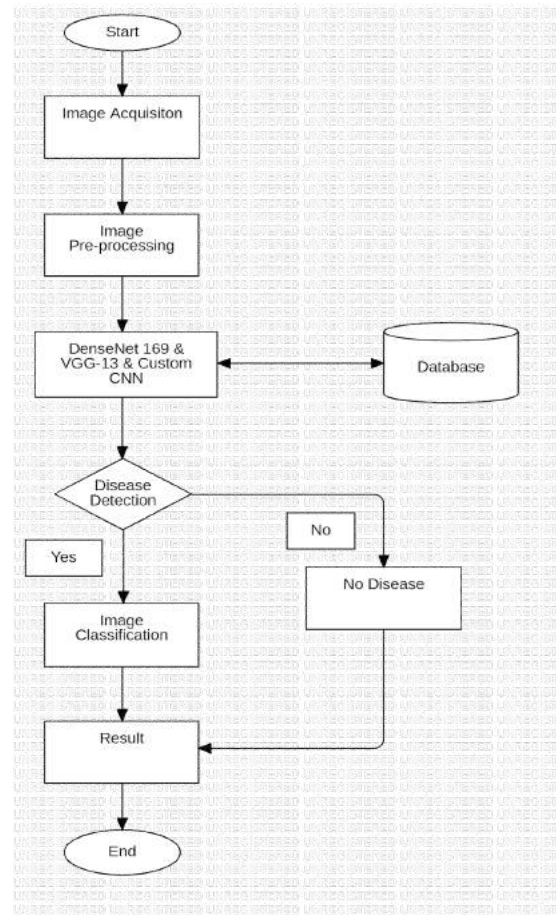 Start
Image Acquisiton
Image
Pre-processing
DenseNet 169 &
VGG-13 & Custom
CNN
Database
Disease
Detection
No
Yes
No Disease
Image
Classification
Result
End